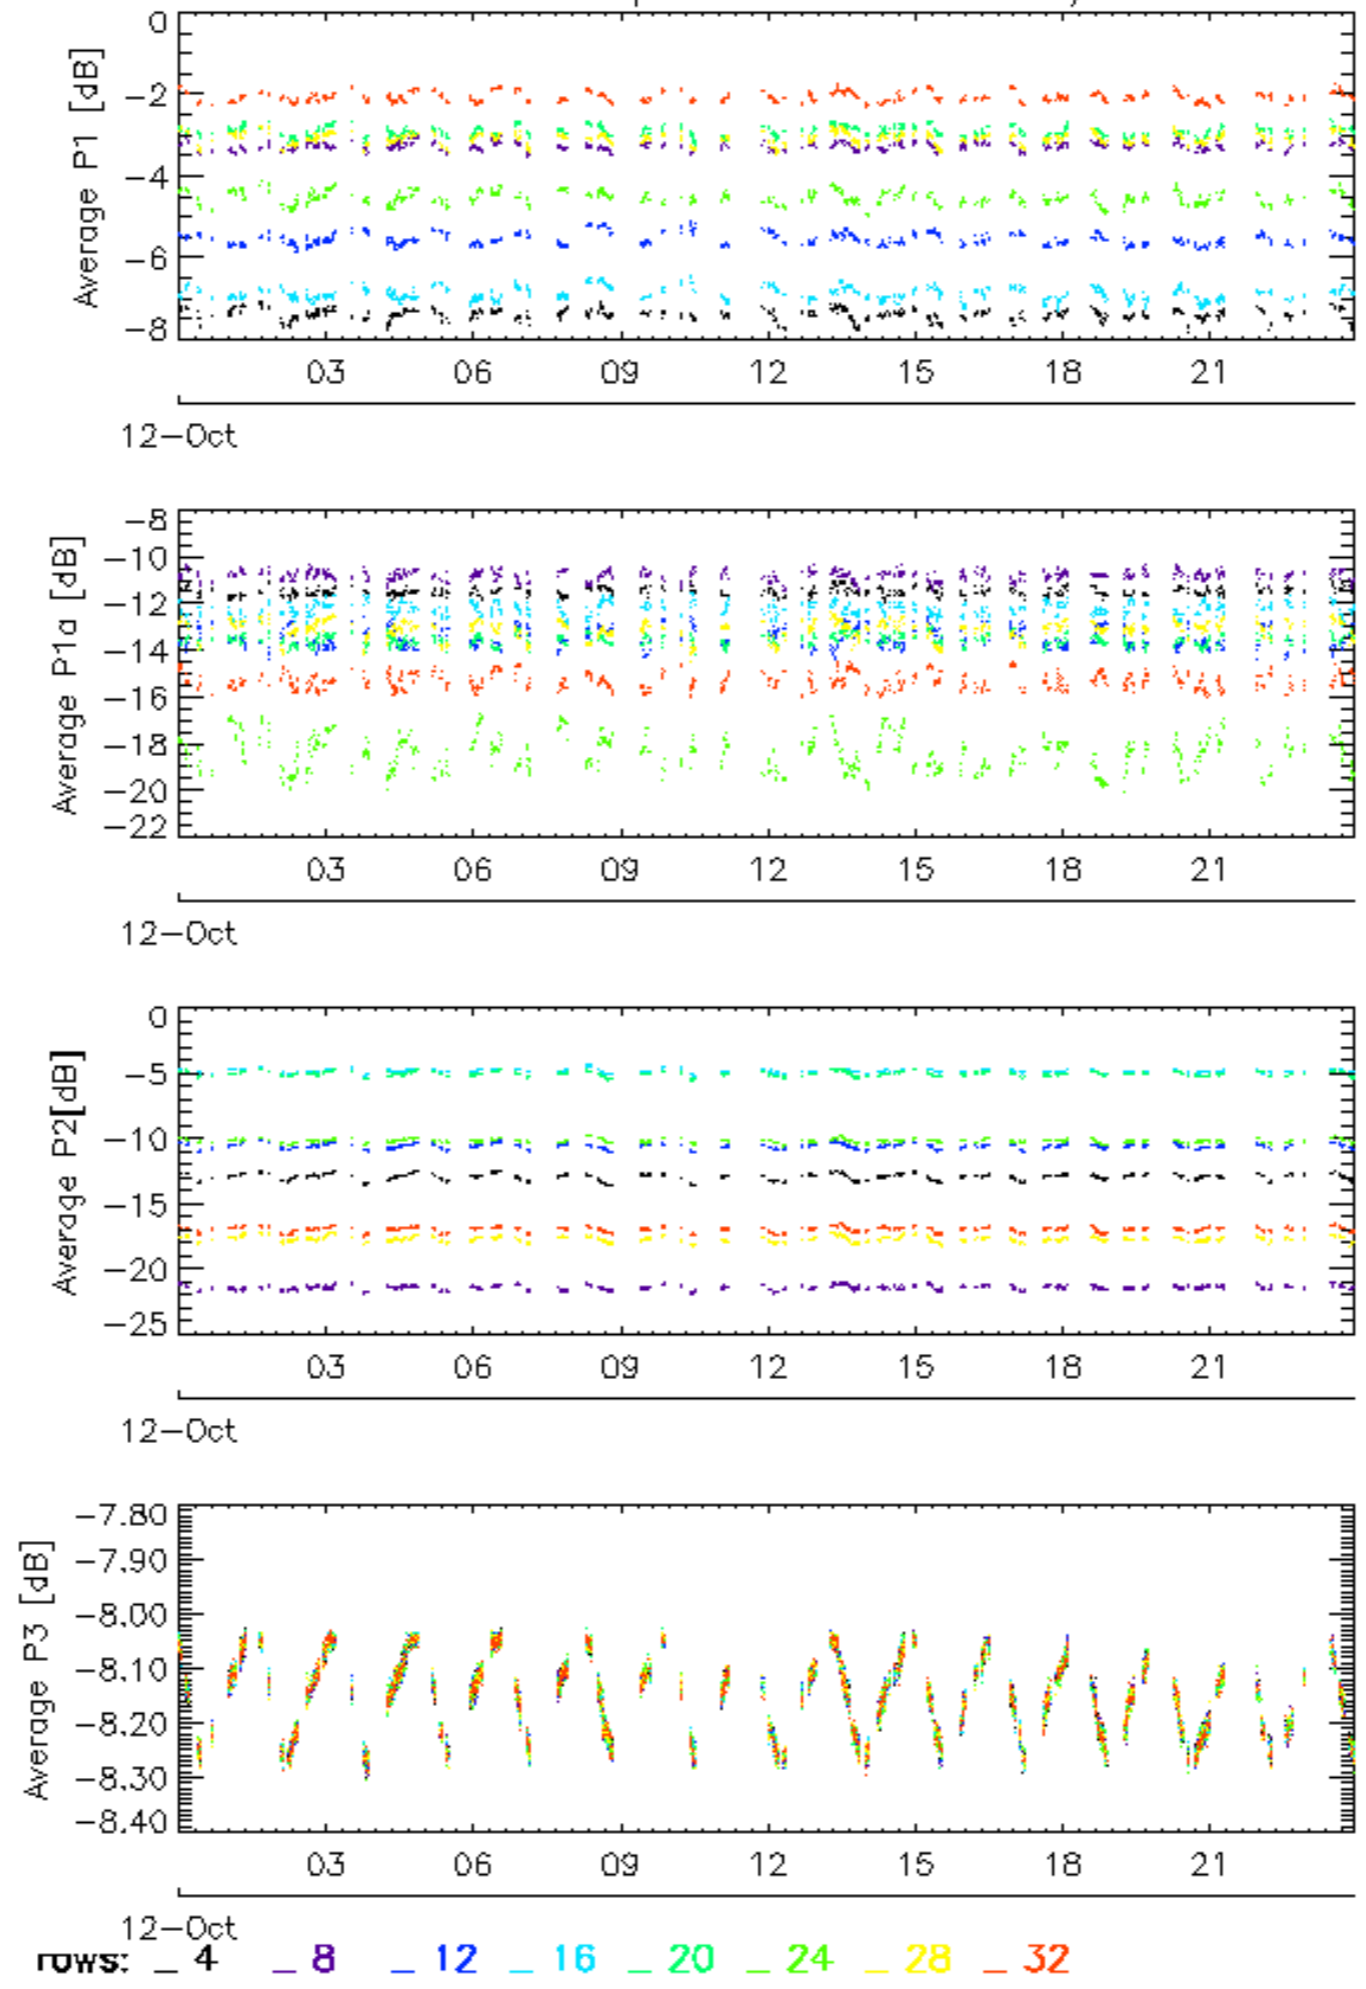 Average P1 [dB]
0
−2
−4
−6
−8
03 06 09 12 15 18 21
12−Oct
Average P1a [dB]
−8
−10
−12
−14
−16
−18
−20
−22
03 06 09 12 15 18 21
12−Oct
Average P2[dB]
0
−5
−10
−15
−20
−25
03 06 09 12 15 18 21
12−Oct
Average P3 [dB]
−7.80
−7.90
−8.00
−8.10
−8.20
−8.30
−8.40
03 06 09 12 15 18 21
12−Oct
rows: _ 4 _ 8 _ 12 _ 16 _ 20 _ 24 _ 28 _ 32